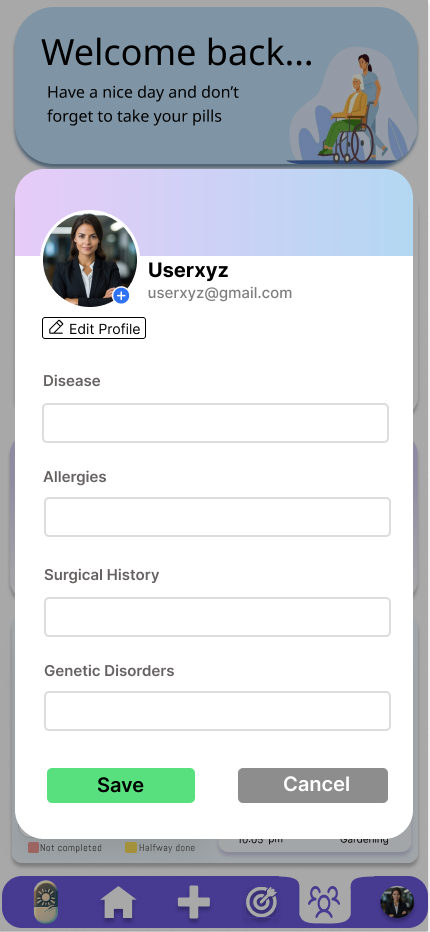 Welcome back...
Have a nice day and don't
forget to take your pills
Userxyz
userxyz@gmail.com
Edit Profile
Disease
Allergies
Surgical History
Genetic Disorders
Save
Cancel
10:05 pm Gardening
Not completed Halfway done